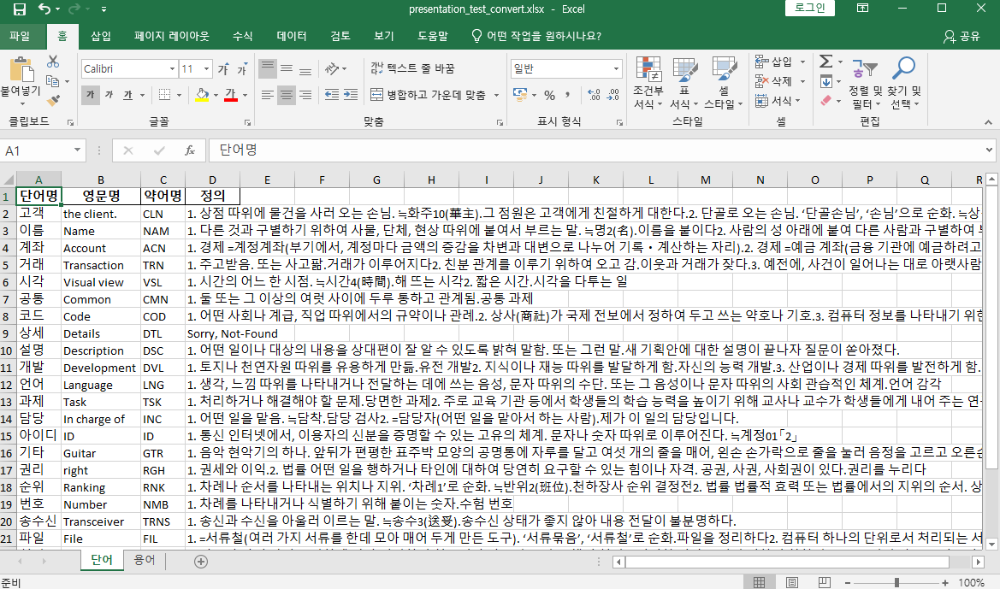 presentation_test_convert.xlsx - Excel
로그인
파일 홈 삽입 페이지 레이아웃 수식 데이터 검토 보기 도움말 어떤 작업을 원하시나요? 공유
붙여넣기
클립보드
Calibri 11
가 가
가 가 가 가
글꼴
텍스트 줄 바꿈
병합하고 가운데 맞춤
맞춤
일반
% ,
표시 형식
조건부 서식
표 서식
셀 스타일
스타일
삽입
삭제
서식
셀
정렬 및 필터
찾기 및 선택
편집
A1 fx 단어명
A B C D E F G H I J K L M N O P Q R
1 단어명 영문명 약어명 정의
2 고객 the client. CLN 1. 상점 따위에 물건을 사러 오는 손님. ≒화주10(華主).그 점원은 고객에게 친절하게 대한다.2. 단골로 오는 손님. ‘단골손님’, ‘손님’으로 순화. ≒상
3 이름 Name NAM 1. 다른 것과 구별하기 위하여 사물, 단체, 현상 따위에 붙여서 부르는 말. ≒명2(名).이름을 붙이다2. 사람의 성 아래에 붙여 다른 사람과 구별하여
4 계좌 Account ACN 1. 경제 =계정계좌(부기에서, 계정마다 금액의 증감을 차변과 대변으로 나누어 기록・계산하는 자리).2. 경제 =예금 계좌(금융 기관에 예금하려고
5 거래 Transaction TRN 1. 주고받음. 또는 사고팖.거래가 이루어지다2. 친분 관계를 이루기 위하여 오고 감.이웃과 거래가 잦다.3. 예전에, 사건이 일어나는 대로 아랫사람
6 시각 Visual view VSL 1. 시간의 어느 한 시점. ≒시간4(時間).해 또는 시각2. 짧은 시간.시각을 다투는 일
7 공통 Common CMN 1. 둘 또는 그 이상의 여럿 사이에 두루 통하고 관계됨.공통 과제
8 코드 Code COD 1. 어떤 사회나 계급, 직업 따위에서의 규약이나 관례.2. 상사(商社)가 국제 전보에서 정하여 두고 쓰는 약호나 기호.3. 컴퓨터 정보를 나타내기 위한
9 상세 Details DTL Sorry, Not-Found
10 설명 Description DSC 1. 어떤 일이나 대상의 내용을 상대편이 잘 알 수 있도록 밝혀 말함. 또는 그런 말.새 기획안에 대한 설명이 끝나자 질문이 쏟아졌다.
11 개발 Development DVL 1. 토지나 천연자원 따위를 유용하게 만듦.유전 개발2. 지식이나 재능 따위를 발달하게 함.자신의 능력 개발.3. 산업이나 경제 따위를 발전하게 함.
12 언어 Language LNG 1. 생각, 느낌 따위를 나타내거나 전달하는 데에 쓰는 음성, 문자 따위의 수단. 또는 그 음성이나 문자 따위의 사회 관습적인 체계.언어 감각
13 과제 Task TSK 1. 처리하거나 해결해야 할 문제.당면한 과제2. 주로 교육 기관 등에서 학생들의 학습 능력을 높이기 위해 교사나 교수가 학생들에게 내어 주는 연
14 담당 In charge of INC 1. 어떤 일을 맡음. ≒담착.담당 검사2. =담당자(어떤 일을 맡아서 하는 사람).제가 이 일의 담당입니다.
15 아이디 ID ID 1. 통신 인터넷에서, 이용자의 신분을 증명할 수 있는 고유의 체계. 문자나 숫자 따위로 이루어진다. ≒계정01「2」
16 기타 Guitar GTR 1. 음악 현악기의 하나. 앞뒤가 편평한 표주박 모양의 공명통에 자루를 달고 여섯 개의 줄을 매어, 왼손 손가락으로 줄을 눌러 음정을 고르고 오른손
17 권리 right RGH 1. 권세와 이익.2. 법률 어떤 일을 행하거나 타인에 대하여 당연히 요구할 수 있는 힘이나 자격. 공권, 사권, 사회권이 있다.권리를 누리다
18 순위 Ranking RNK 1. 차례나 순서를 나타내는 위치나 지위. ‘차례1’로 순화. ≒반위2(班位).천하장사 순위 결정전2. 법률 법률적 효력 또는 법률에서의 지위의 순서. 상
19 번호 Number NMB 1. 차례를 나타내거나 식별하기 위해 붙이는 숫자.수험 번호
20 송수신 Transceiver TRNS 1. 송신과 수신을 아울러 이르는 말. ≒송수3(送受).송수신 상태가 좋지 않아 내용 전달이 불분명하다.
21 파일 File FIL 1. =서류철(여러 가지 서류를 한데 모아 매어 두게 만든 도구). ‘서류묶음’, ‘서류철’로 순화.파일을 정리하다2. 컴퓨터 하나의 단위로서 처리되는 서
단어 용어
준비 100%